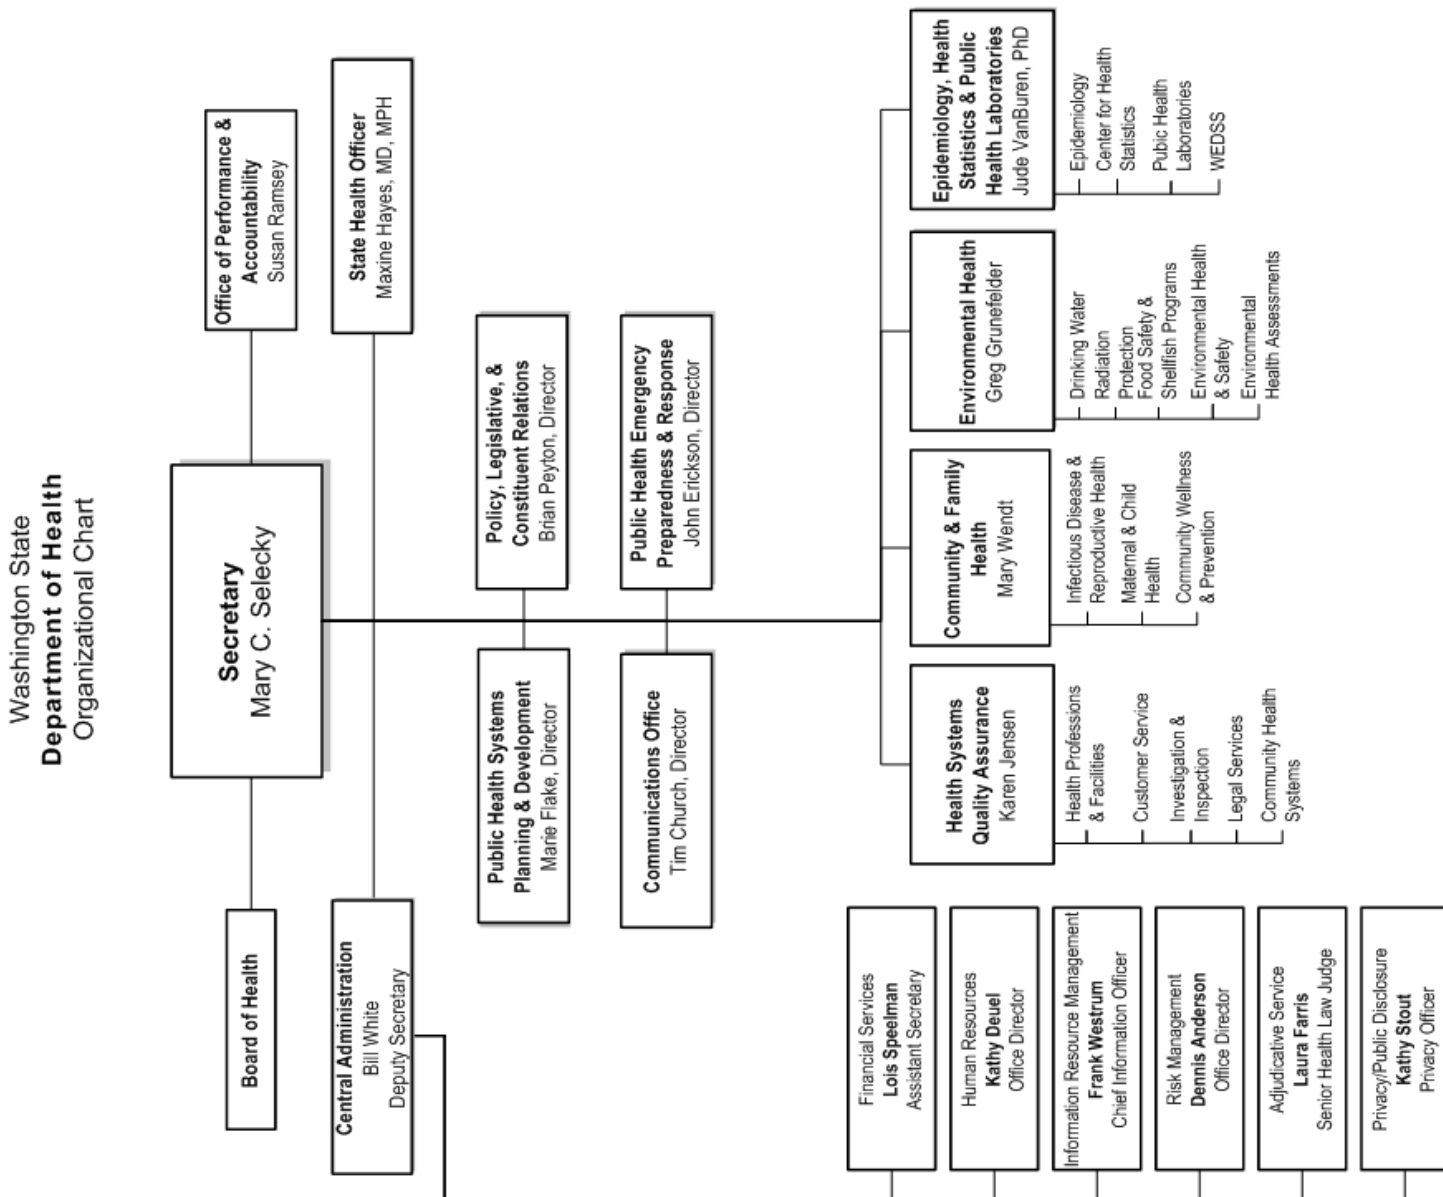 Washington State
Department of Health
Organizational Chart
Board of Health
Secretary
Mary C. Selecky
Office of Performance &
Accountability
Susan Ramsey
Central Administration
Bill White
Deputy Secretary
State Health Officer
Maxine Hayes, MD, MPH
Public Health Systems
Planning & Development
Marie Flake, Director
Policy, Legislative, &
Constituent Relations
Brian Peyton, Director
Communications Office
Tim Church, Director
Public Health Emergency
Preparedness & Response
John Erickson, Director
Financial Services
Lois Speelman
Assistant Secretary
Human Resources
Kathy Deuel
Office Director
Information Resource Management
Frank Westrum
Chief Information Officer
Risk Management
Dennis Anderson
Office Director
Adjudicative Service
Laura Farris
Senior Health Law Judge
Privacy/Public Disclosure
Kathy Stout
Privacy Officer
Health Systems
Quality Assurance
Karen Jensen
Health Professions
& Facilities
Customer Service
Investigation &
Inspection
Legal Services
Community Health
Systems
Community & Family
Health
Mary Wendt
Infectious Disease &
Reproductive Health
Maternal & Child
Health
Community Wellness
& Prevention
Environmental Health
Greg Grunefelder
Drinking Water
Radiation
Protection
Food Safety &
Shellfish Programs
Environmental Health
& Safety
Environmental
Health Assessments
Epidemiology, Health
Statistics & Public
Health Laboratories
Jude VanBuren, PhD
Epidemiology
Center for Health
Statistics
Pubic Health
Laboratories
WEDSS